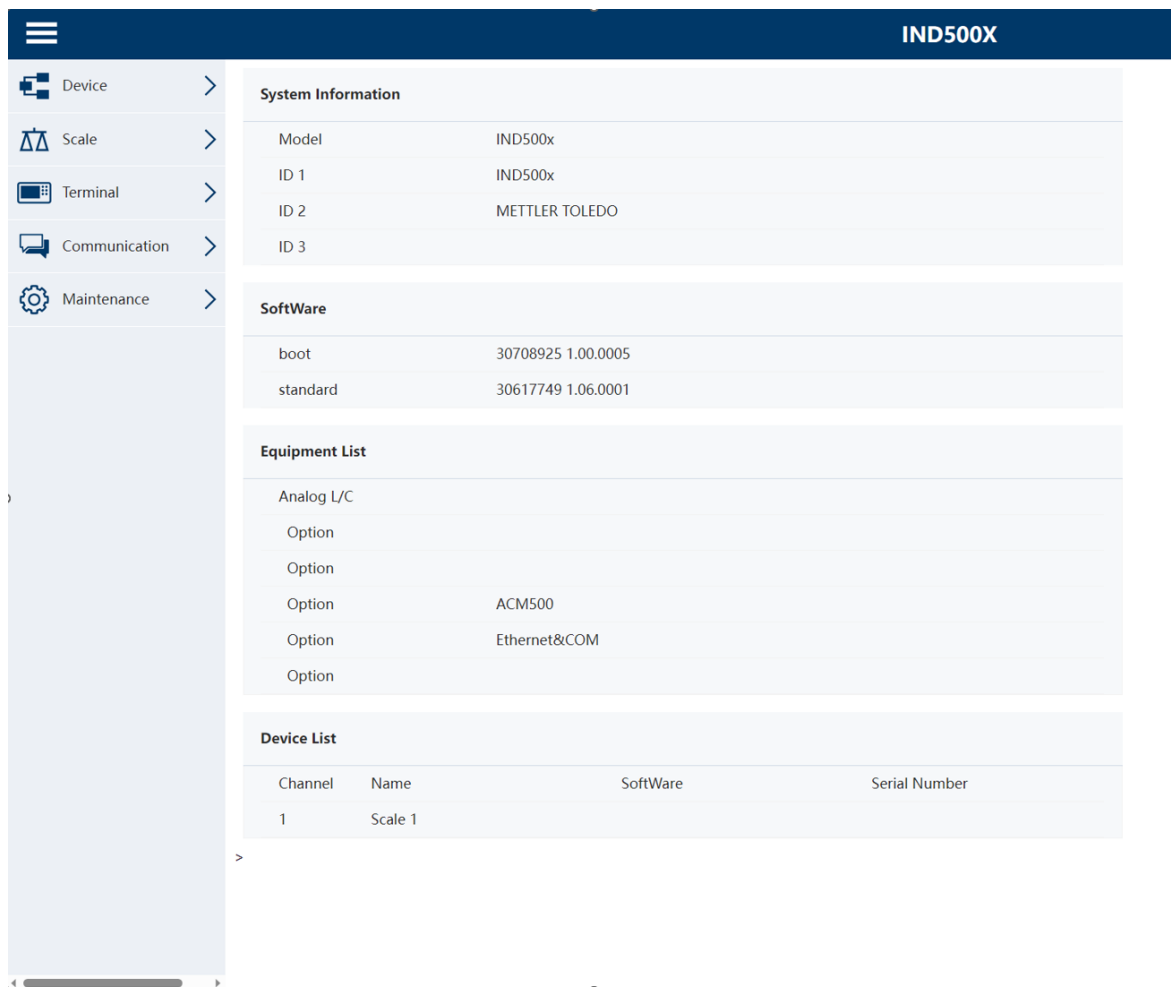 IND500X
Device
Scale
Terminal
Communication
Maintenance
System Information
Model IND500x
ID 1 IND500x
ID 2 METTLER TOLEDO
ID 3
SoftWare
boot 30708925 1.00.0005
standard 30617749 1.06.0001
Equipment List
Analog L/C
Option
Option
Option ACM500
Option Ethernet&COM
Option
Device List
Channel Name SoftWare Serial Number
1 Scale 1
>